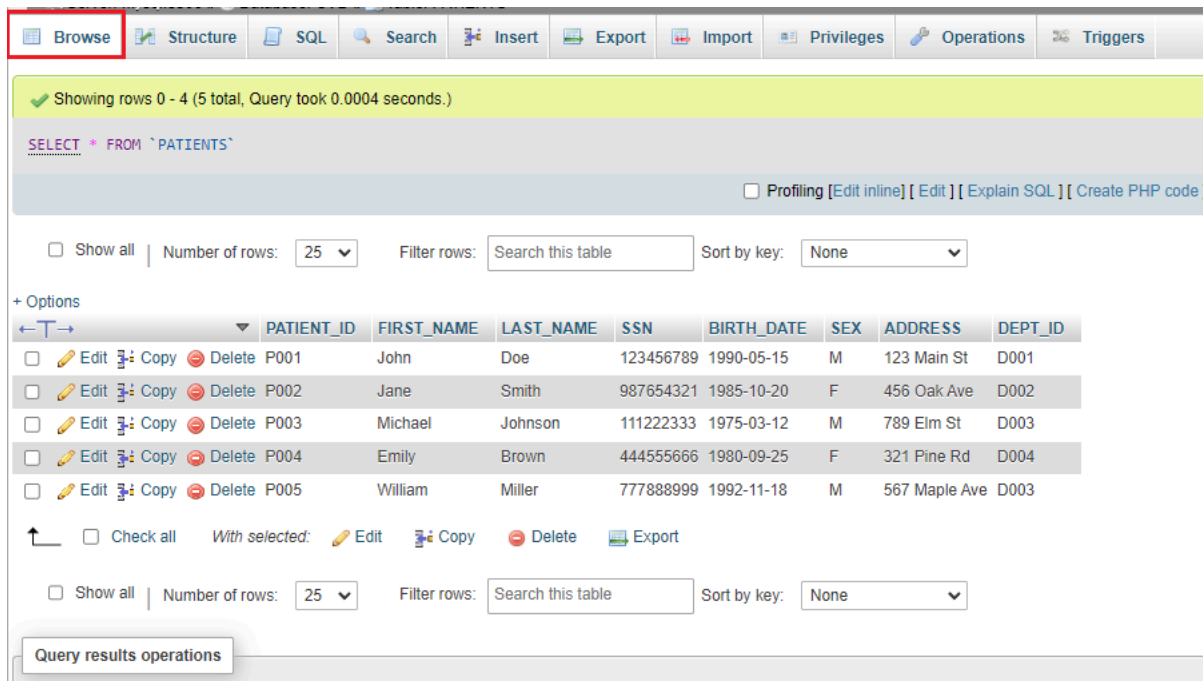 Browse Structure SQL Search Insert Export Import Privileges Operations Triggers
Showing rows 0 - 4 (5 total, Query took 0.0004 seconds.)
SELECT * FROM `PATIENTS`
Profiling [Edit inline] [ Edit ] [ Explain SQL ] [ Create PHP code ]
Show all | Number of rows: 25 Filter rows: Search this table Sort by key: None
+ Options
←T→ ▼ PATIENT_ID FIRST_NAME LAST_NAME SSN BIRTH_DATE SEX ADDRESS DEPT_ID
Edit Copy Delete P001 John Doe 123456789 1990-05-15 M 123 Main St D001
Edit Copy Delete P002 Jane Smith 987654321 1985-10-20 F 456 Oak Ave D002
Edit Copy Delete P003 Michael Johnson 111222333 1975-03-12 M 789 Elm St D003
Edit Copy Delete P004 Emily Brown 444555666 1980-09-25 F 321 Pine Rd D004
Edit Copy Delete P005 William Miller 777888999 1992-11-18 M 567 Maple Ave D003
Check all With selected: Edit Copy Delete Export
Show all | Number of rows: 25 Filter rows: Search this table Sort by key: None
Query results operations